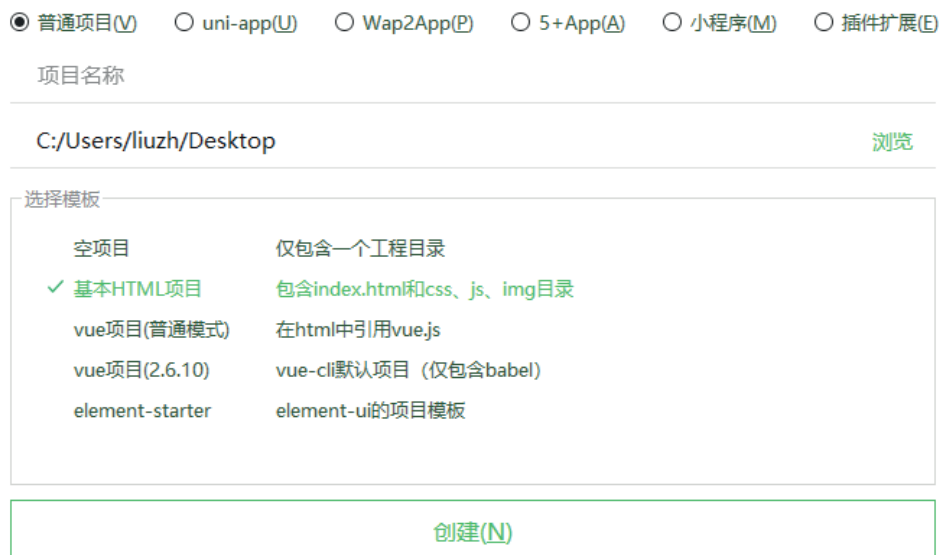 普通项目(V) uni-app(U) Wap2App(P) 5+App(A) 小程序(M) 插件扩展(E)
项目名称
C:/Users/liuzh/Desktop 浏览
选择模板
空项目 仅包含一个工程目录
基本HTML项目 包含index.html和css、js、img目录
vue项目(普通模式) 在html中引用vue.js
vue项目(2.6.10) vue-cli默认项目（仅包含babel）
element-starter element-ui的项目模板
创建(N)